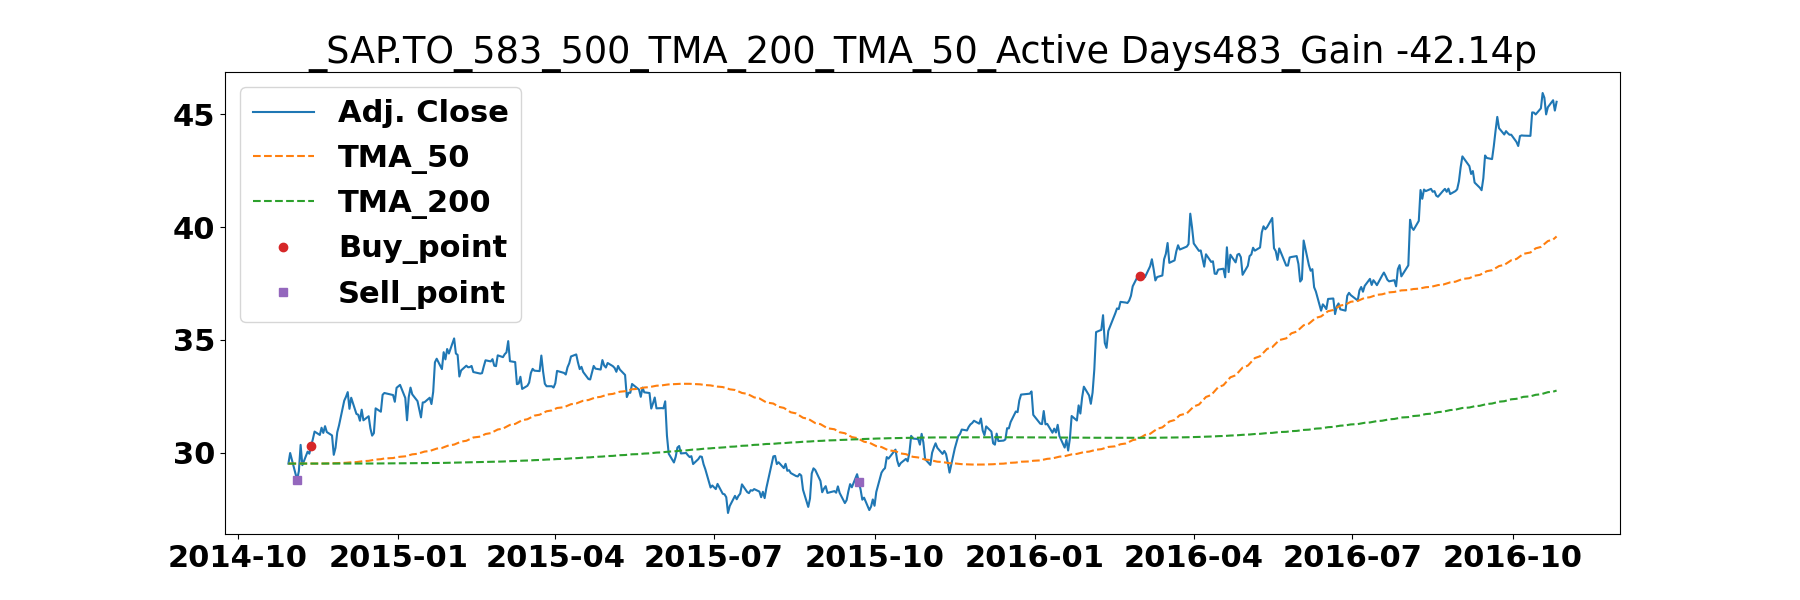 _SAP.TO_583_500_TMA_200_TMA_50_Active Days483_Gain -42.14p
Adj. Close
TMA_50
TMA_200
Buy_point
Sell_point
45
40
35
30
2014-10 2015-01 2015-04 2015-07 2015-10 2016-01 2016-04 2016-07 2016-10